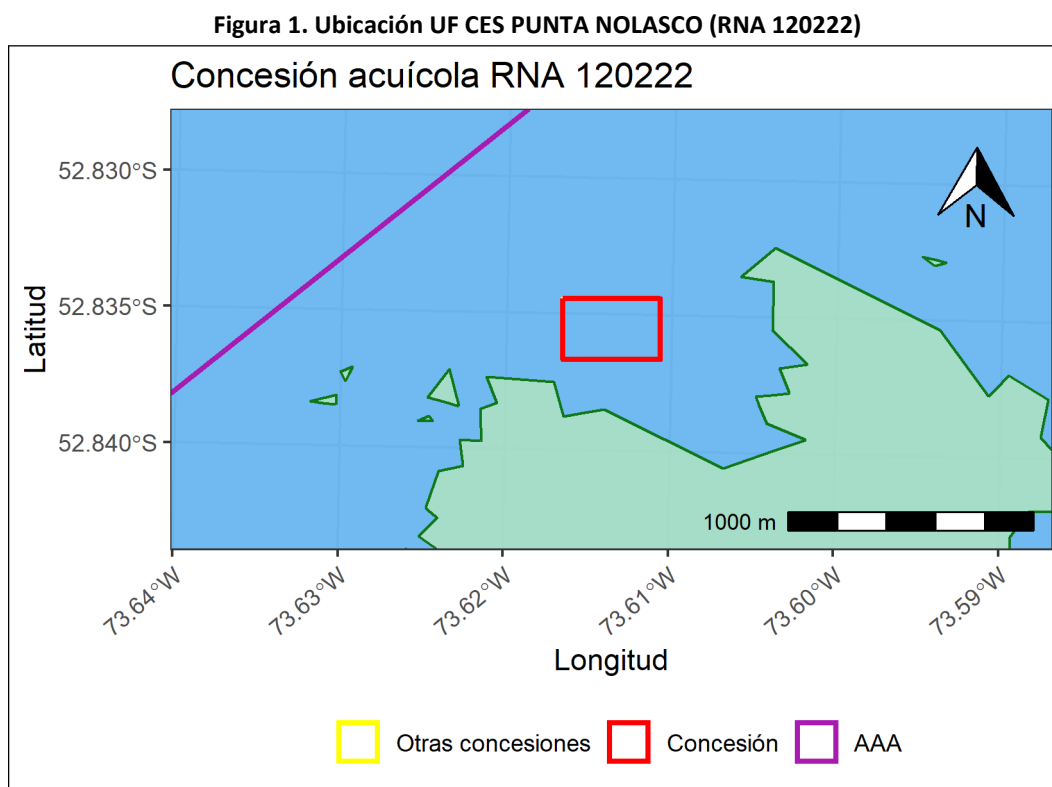 Figura 1. Ubicación UF CES PUNTA NOLASCO (RNA 120222)
Concesión acuícola RNA 120222
52.830°S
52.835°S
52.840°S
Latitud
N
1000 m
73.64°W
73.63°W
73.62°W
73.61°W
73.60°W
73.59°W
Longitud
Otras concesiones
Concesión
AAA